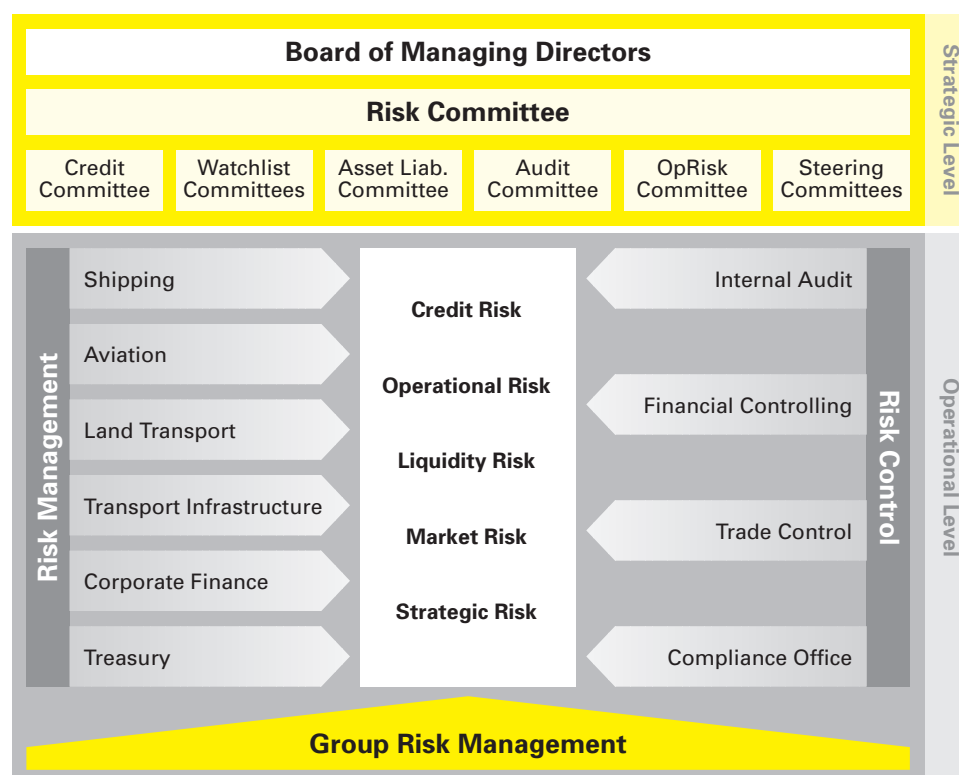 Board of Managing Directors
Risk Committee
Credit
Committee
Watchlist
Committees
Asset Liab.
Committee
Audit
Committee
OpRisk
Committee
Steering
Committees
Strategic Level
Risk Management
Shipping
Aviation
Land Transport
Transport Infrastructure
Corporate Finance
Treasury
Credit Risk
Operational Risk
Liquidity Risk
Market Risk
Strategic Risk
Internal Audit
Financial Controlling
Trade Control
Compliance Office
Risk Control
Operational Level
Group Risk Management